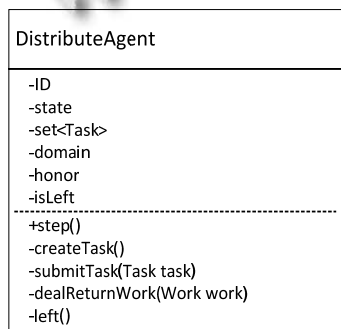 DistributeAgent
-ID
-state
-set<Task>
-domain
-honor
-isLeft
+step()
-createTask()
-submitTask(Task task)
-dealReturnWork(Work work)
-left()